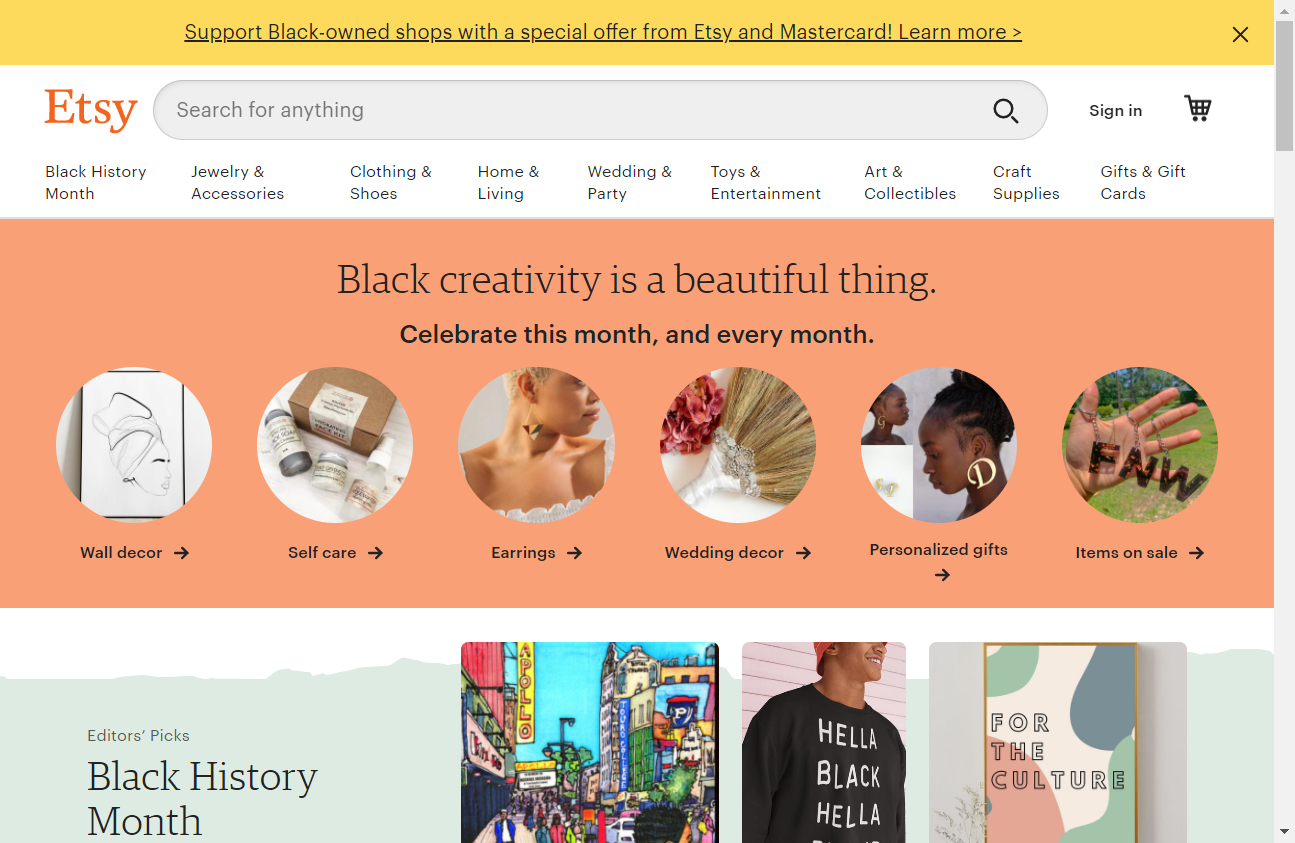 Support Black-owned shops with a special offer from Etsy and Mastercard! Learn more >
Etsy
Search for anything
Sign in
Black History
Month
Jewelry &
Accessories
Clothing &
Shoes
Home &
Living
Wedding &
Party
Toys &
Entertainment
Art &
Collectibles
Craft
Supplies
Gifts & Gift
Cards
Black creativity is a beautiful thing.
Celebrate this month, and every month.
D
ENW
Wall decor
Self care
Earrings
Wedding decor
Personalized gifts
Items on sale
Editors’ Picks
Black History
Month
APOLLO
HELLA
BLACK
HELLA
FOR
THE
CULTURE